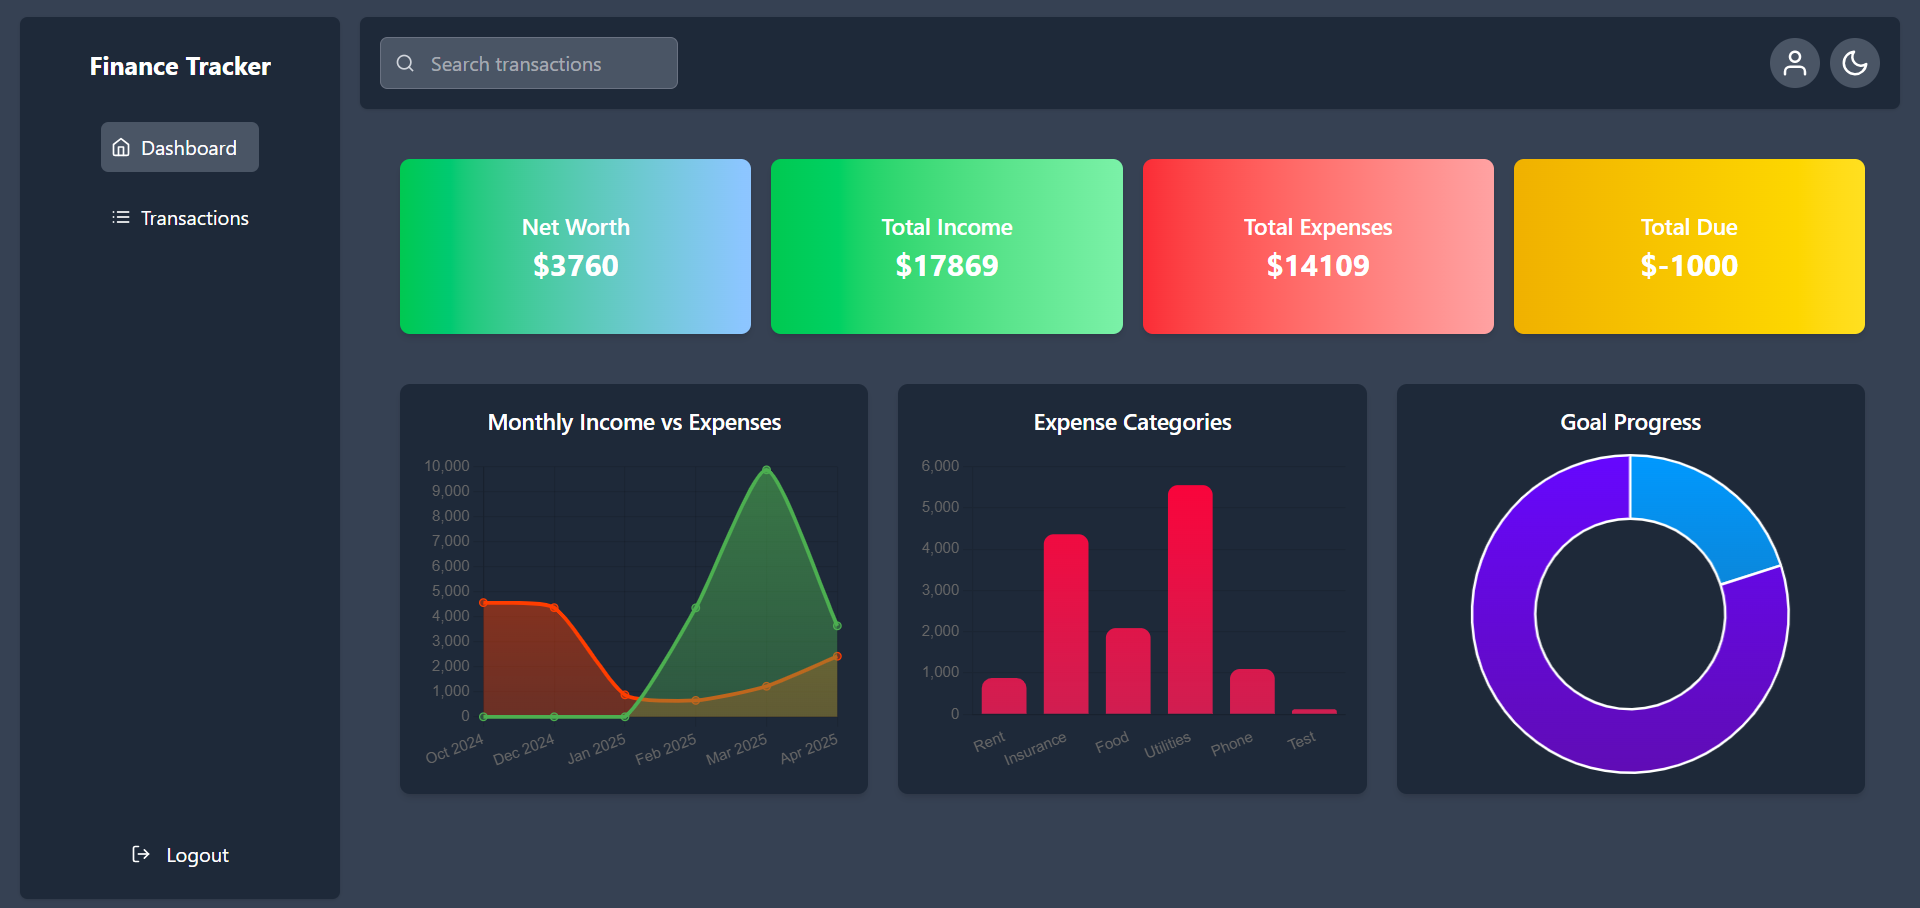 Finance Tracker
Dashboard
Transactions
Logout
Search transactions
Net Worth
$3760
Total Income
$17869
Total Expenses
$14109
Total Due
$-1000
Monthly Income vs Expenses
10,000
9,000
8,000
7,000
6,000
5,000
4,000
3,000
2,000
1,000
0
Oct 2024
Dec 2024
Jan 2025
Feb 2025
Mar 2025
Apr 2025
Expense Categories
6,000
5,000
4,000
3,000
2,000
1,000
0
Rent
Insurance
Food
Utilities
Phone
Test
Goal Progress